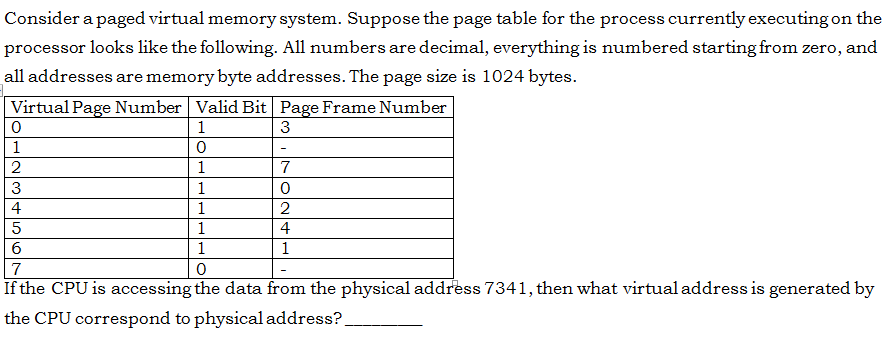 Consider a paged virtual memory system. Suppose the page table for the process currently executing on the
processor looks like the following. All numbers are decimal, everything is numbered starting from zero, and
all addresses are memory byte addresses. The page size is 1024 bytes.
Virtual Page Number Valid Bit Page Frame Number
0 1 3
1 0 -
2 1 7
3 1 0
4 1 2
5 1 4
6 1 1
7 0 -
If the CPU is accessing the data from the physical address 7341, then what virtual address is generated by
the CPU correspond to physical address? _________